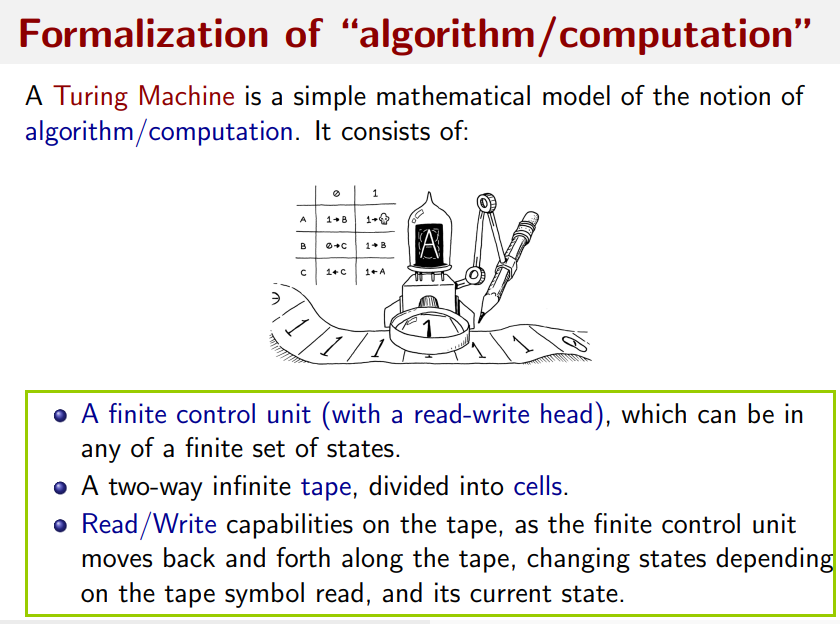 Formalization of “algorithm/computation”
A Turing Machine is a simple mathematical model of the notion of
algorithm/computation. It consists of:
0 1
A 1→B 1→
B 0→C 1→B
C 1←C 1←A
A
0 1 1 1 1 1 1 0
A finite control unit (with a read-write head), which can be in
any of a finite set of states.
A two-way infinite tape, divided into cells.
Read/Write capabilities on the tape, as the finite control unit
moves back and forth along the tape, changing states depending
on the tape symbol read, and its current state.